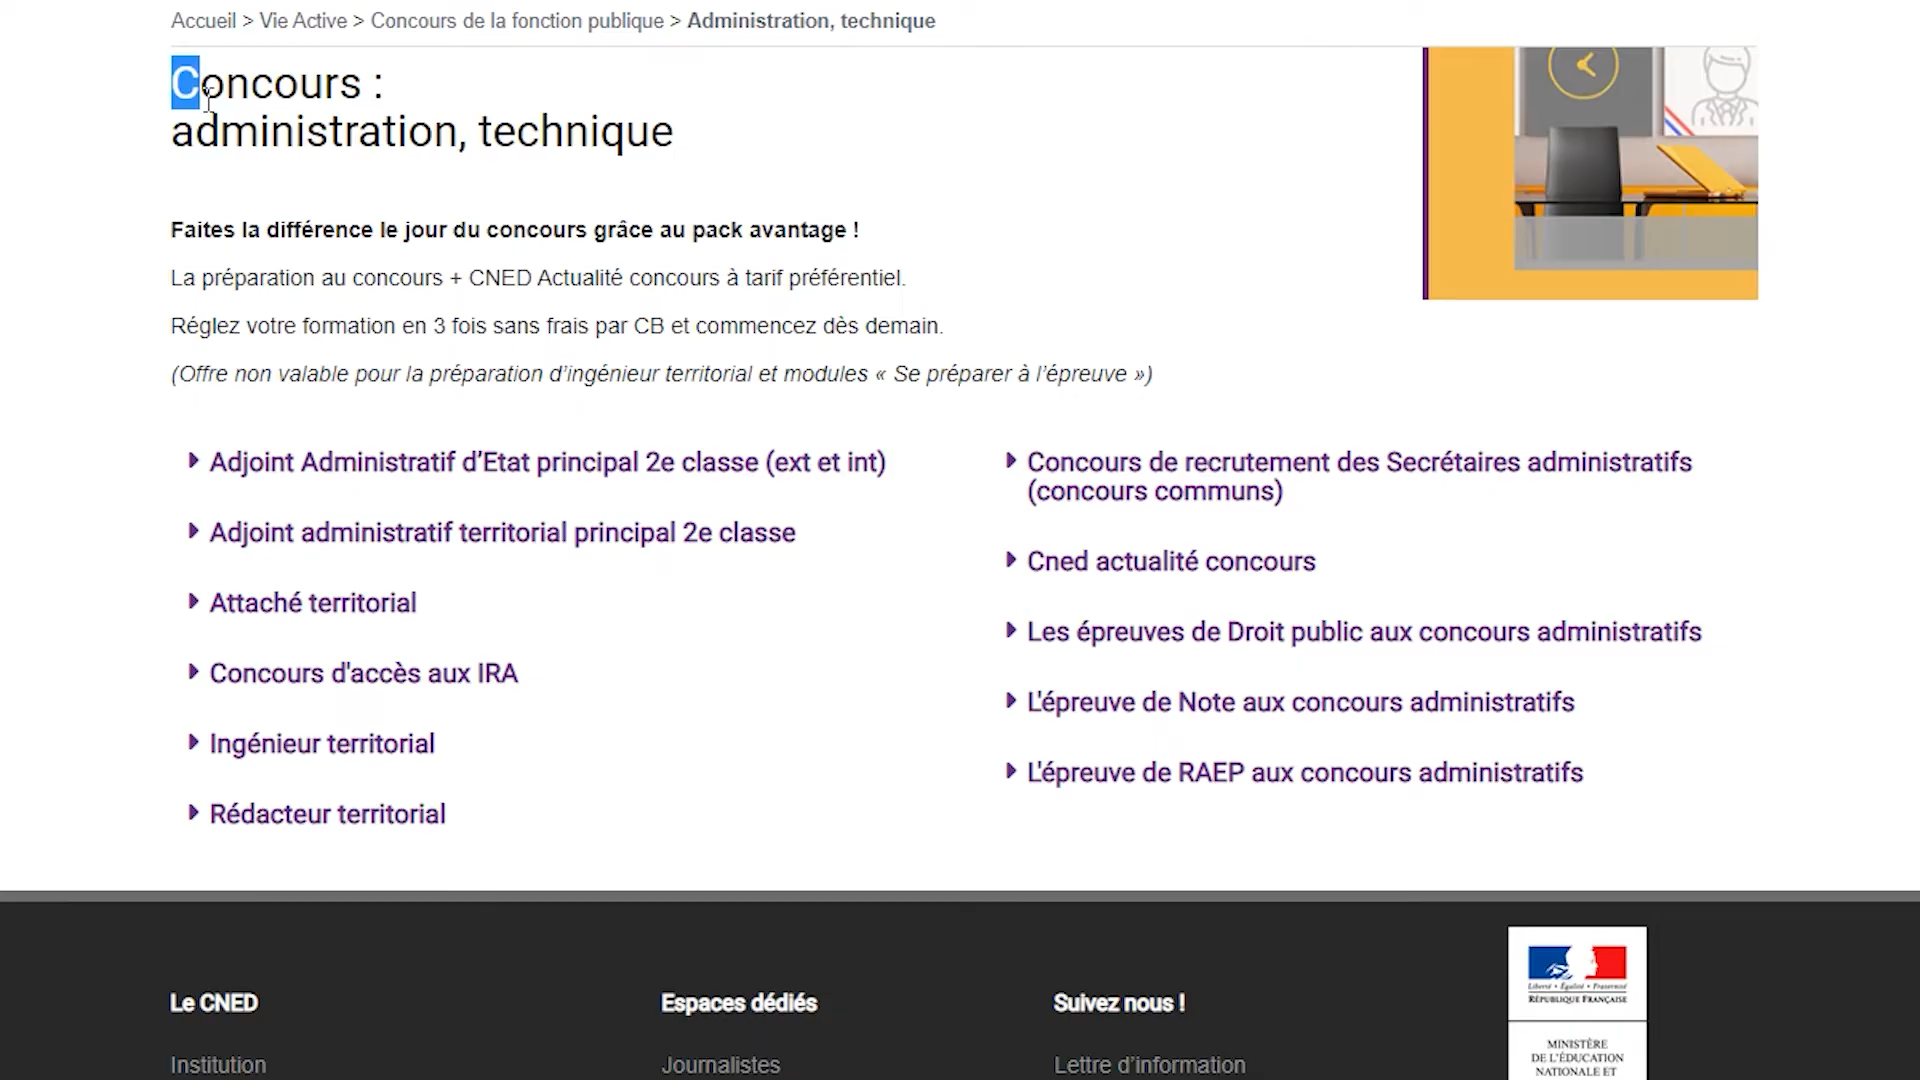 Accueil > Vie Active > Concours de la fonction publique > Administration, technique
Concours :
administration, technique
Faites la différence le jour du concours grâce au pack avantage !
La préparation au concours + CNED Actualité concours à tarif préférentiel.
Réglez votre formation en 3 fois sans frais par CB et commencez dès demain.
(Offre non valable pour la préparation d’ingénieur territorial et modules « Se préparer à l’épreuve »)
Adjoint Administratif d’Etat principal 2e classe (ext et int)
Adjoint administratif territorial principal 2e classe
Attaché territorial
Concours d'accès aux IRA
Ingénieur territorial
Rédacteur territorial
Concours de recrutement des Secrétaires administratifs
(concours communs)
Cned actualité concours
Les épreuves de Droit public aux concours administratifs
L'épreuve de Note aux concours administratifs
L'épreuve de RAEP aux concours administratifs
Le CNED
Institution
Espaces dédiés
Journalistes
Suivez nous !
Lettre d’information
Liberté • Égalité • Fraternité
RÉPUBLIQUE FRANÇAISE
MINISTÈRE
DE L'ÉDUCATION
NATIONALE ET